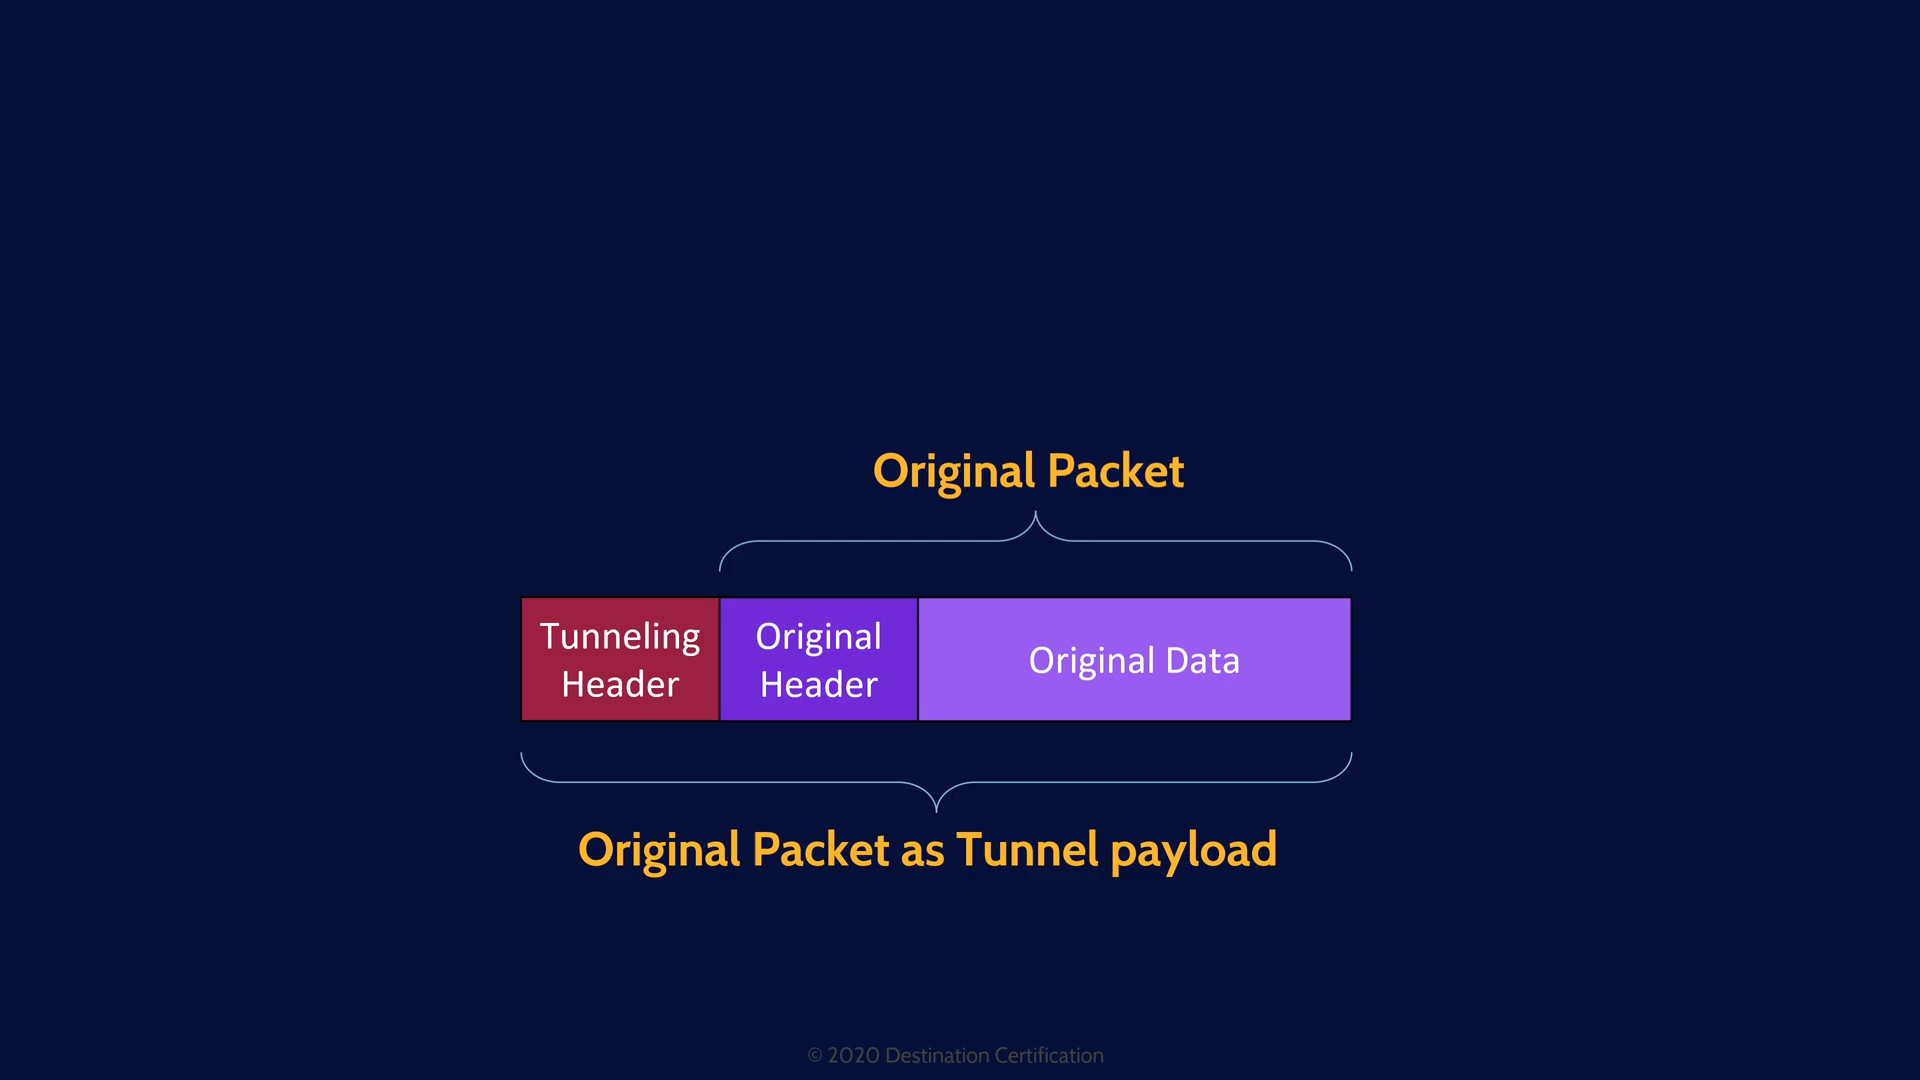 Original Packet
Tunneling
Header
Original
Header
Original Data
Original Packet as Tunnel payload
© 2020 Destination Certification